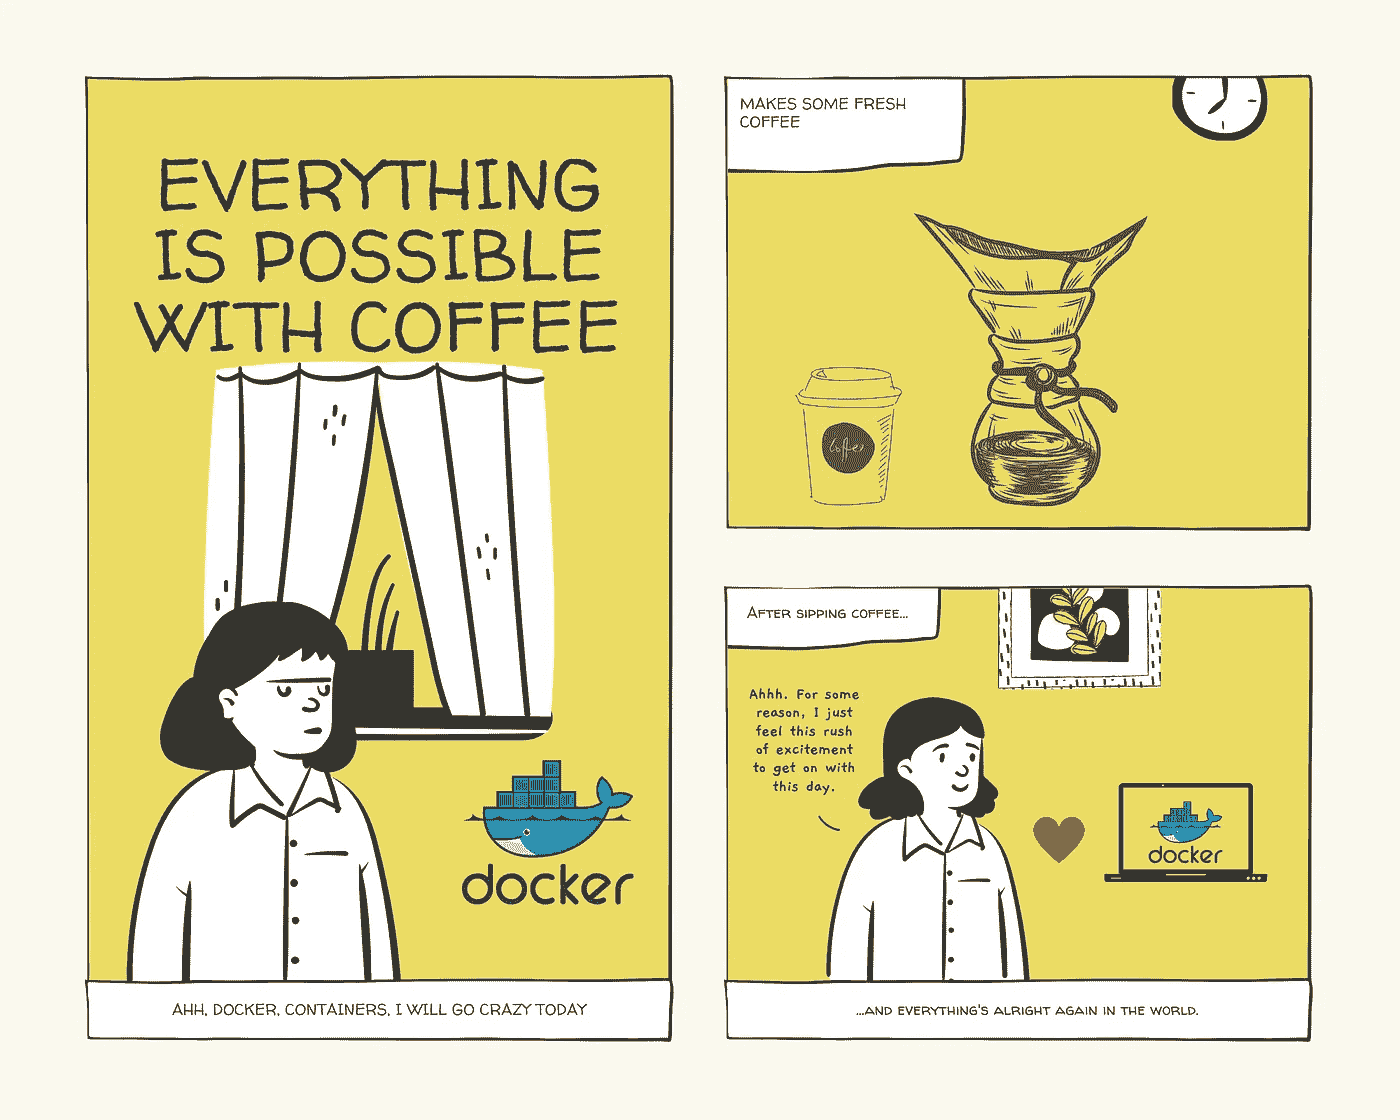 EVERYTHING
IS POSSIBLE
WITH COFFEE
docker
AHH, DOCKER, CONTAINERS, I WILL GO CRAZY TODAY
MAKES SOME FRESH
COFFEE
Coffee
AFTER SIPPING COFFEE...
Ahhh. For some
reason, I just
feel this rush
of excitement
to get on with
this day.
docker
...AND EVERYTHING'S ALRIGHT AGAIN IN THE WORLD.